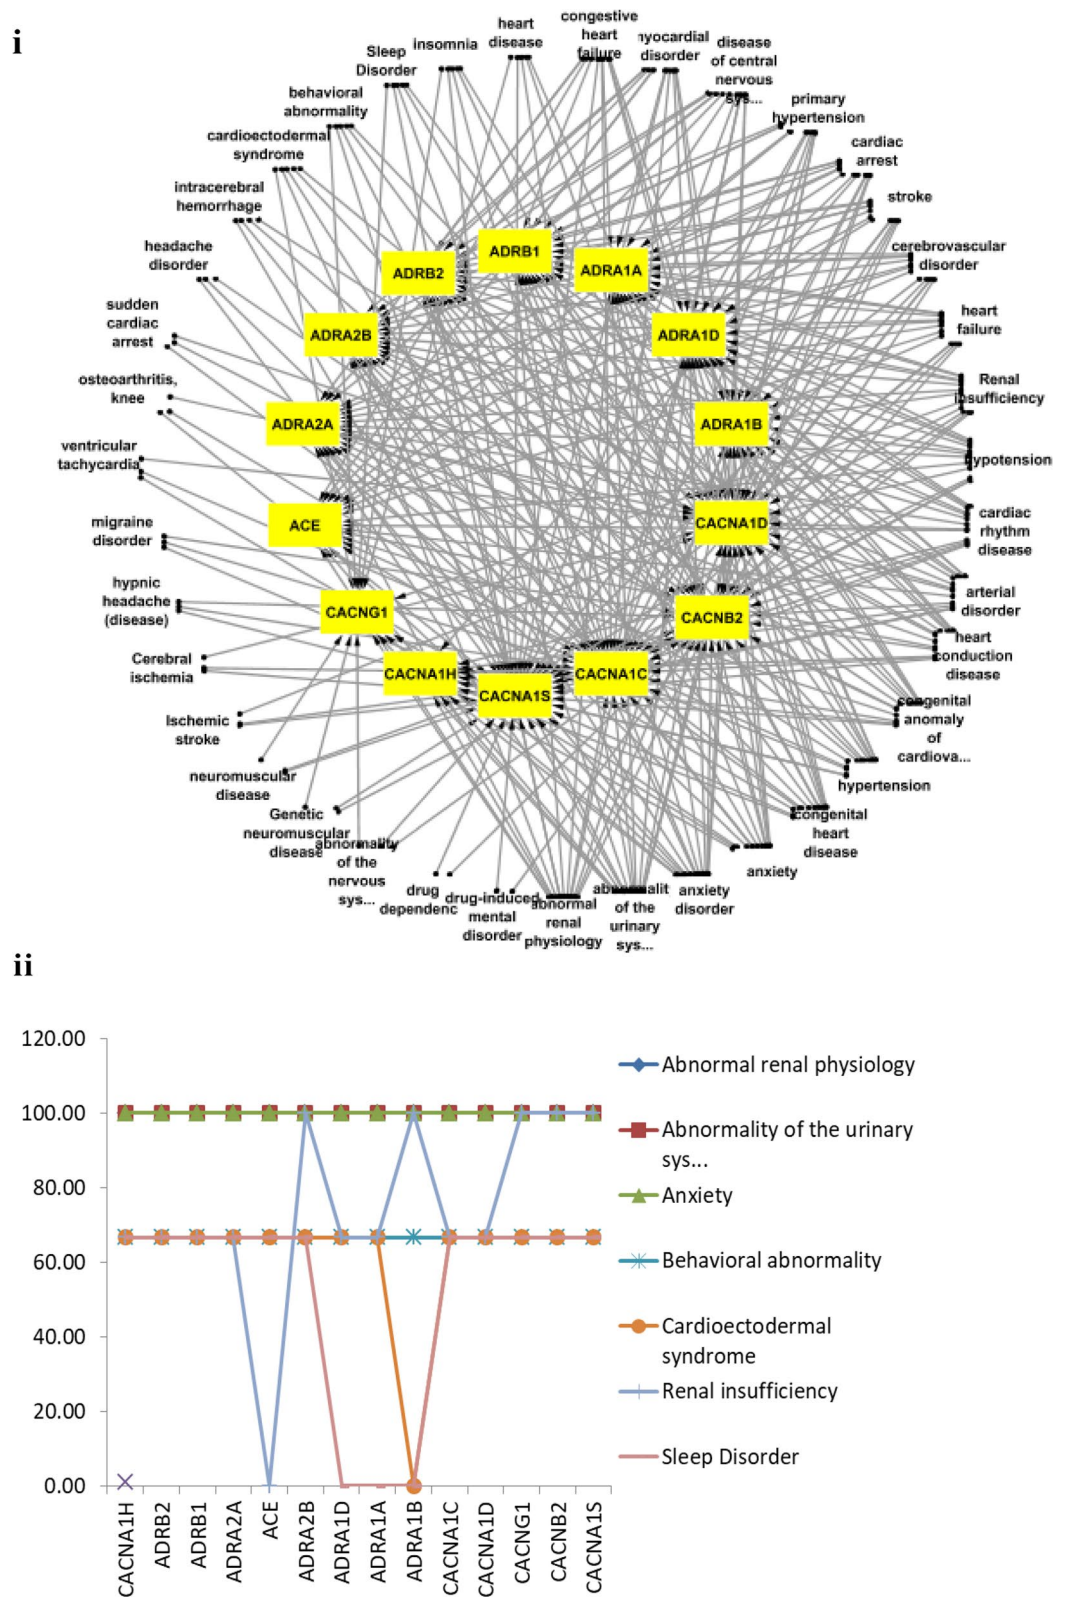 i
heart
disease
congestive
heart
failure
myocardial
disorder
disease
of central
nervous
sys...
insomnia
Sleep
Disorder
behavioral
abnormality
primary
hypertension
cardioectodermal
syndrome
cardiac
arrest
intracerebral
hemorrhage
stroke
headache
disorder
cerebrovascular
disorder
sudden
cardiac
arrest
heart
failure
osteoarthritis,
knee
Renal
insufficiency
ventricular
tachycardia
hypotension
migraine
disorder
cardiac
rhythm
disease
hypnic
headache
(disease)
arterial
disorder
Cerebral
ischemia
heart
conduction
disease
Ischemic
stroke
congenital
anomaly
of
cardiova...
neuromuscular
disease
hypertension
Genetic
neuromuscular
disease
congenital
heart
disease
abnormality
of the
nervous
sys...
anxiety
drug
dependenc
drug-induced
mental
disorder
abnormal
renal
physiology
abnormalit
of the
urinary
sys...
anxiety
disorder
ADRB1
ADRB2
ADRA1A
ADRA2B
ADRA1D
ADRA2A
ADRA1B
ACE
CACNA1D
CACNG1
CACNB2
CACNA1H
CACNA1S
CACNA1C
ii
120.00
100.00
80.00
60.00
40.00
20.00
0.00
CACNA1H
ADRB2
ADRB1
ADRA2A
ACE
ADRA2B
ADRA1D
ADRA1A
ADRA1B
CACNA1C
CACNA1D
CACNG1
CACNB2
CACNA1S
Abnormal renal physiology
Abnormality of the urinary
sys...
Anxiety
Behavioral abnormality
Cardioectodermal
syndrome
Renal insufficiency
Sleep Disorder